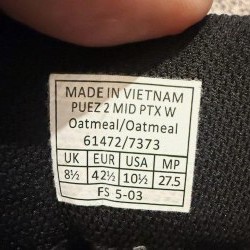 MADE IN VIETNAM
PUEZ 2 MID PTX W
Oatmeal/Oatmeal
61472/7373
UK EUR USA MP
8½ 42½ 10½ 27.5
FS 5-03